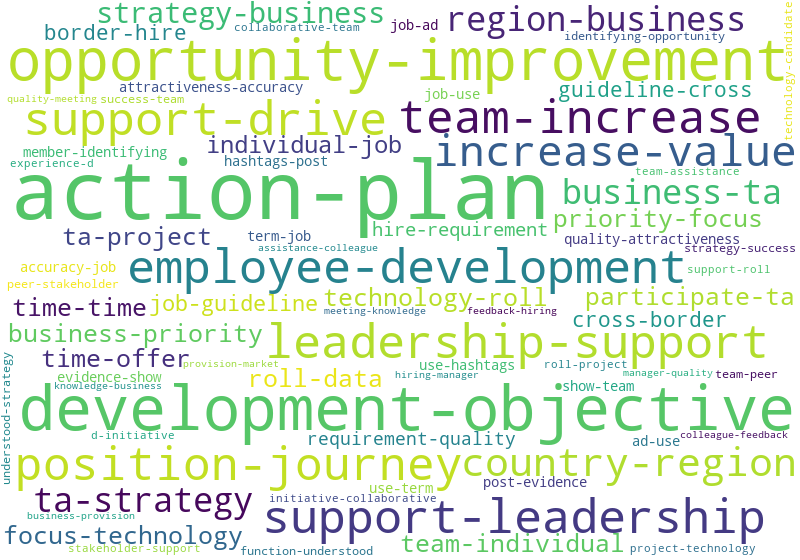 strategy-business
collaborative-team
job-ad
region-business
technology-candidate
border-hire
identifying-opportunity
opportunity-improvement
attractiveness-accuracy
job-use
guideline-cross
quality-meeting
success-team
support-drive
team-increase
individual-job
increase-value
member-identifying
hashtags-post
experience-d
team-assistance
action-plan
business-ta
priority-focus
hire-requirement
ta-project
term-job
quality-attractiveness
assistance-colleague
strategy-success
employee-development
accuracy-job
support-roll
peer-stakeholder
time-time
job-guideline
technology-roll
participate-ta
meeting-knowledge
feedback-hiring
cross-border
business-priority
leadership-support
time-offer
provision-market
use-hashtags
roll-project
understood-strategy
evidence-show
roll-data
hiring-manager
manager-quality
team-peer
knowledge-business
show-team
development-objective
d-initiative
requirement-quality
ad-use
colleague-feedback
position-journey
country-region
use-term
post-evidence
ta-strategy
initiative-collaborative
support-leadership
business-provision
focus-technology
team-individual
stakeholder-support
function-understood
project-technology